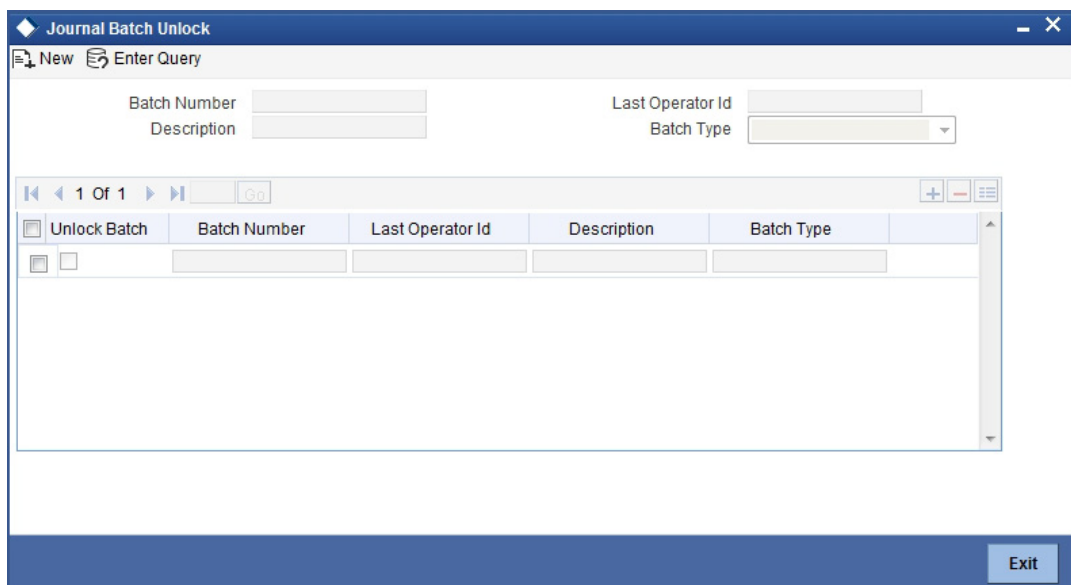 Journal Batch Unlock
New Enter Query
Batch Number Last Operator Id
Description Batch Type
1 Of 1 Go
Unlock Batch Batch Number Last Operator Id Description Batch Type
Exit